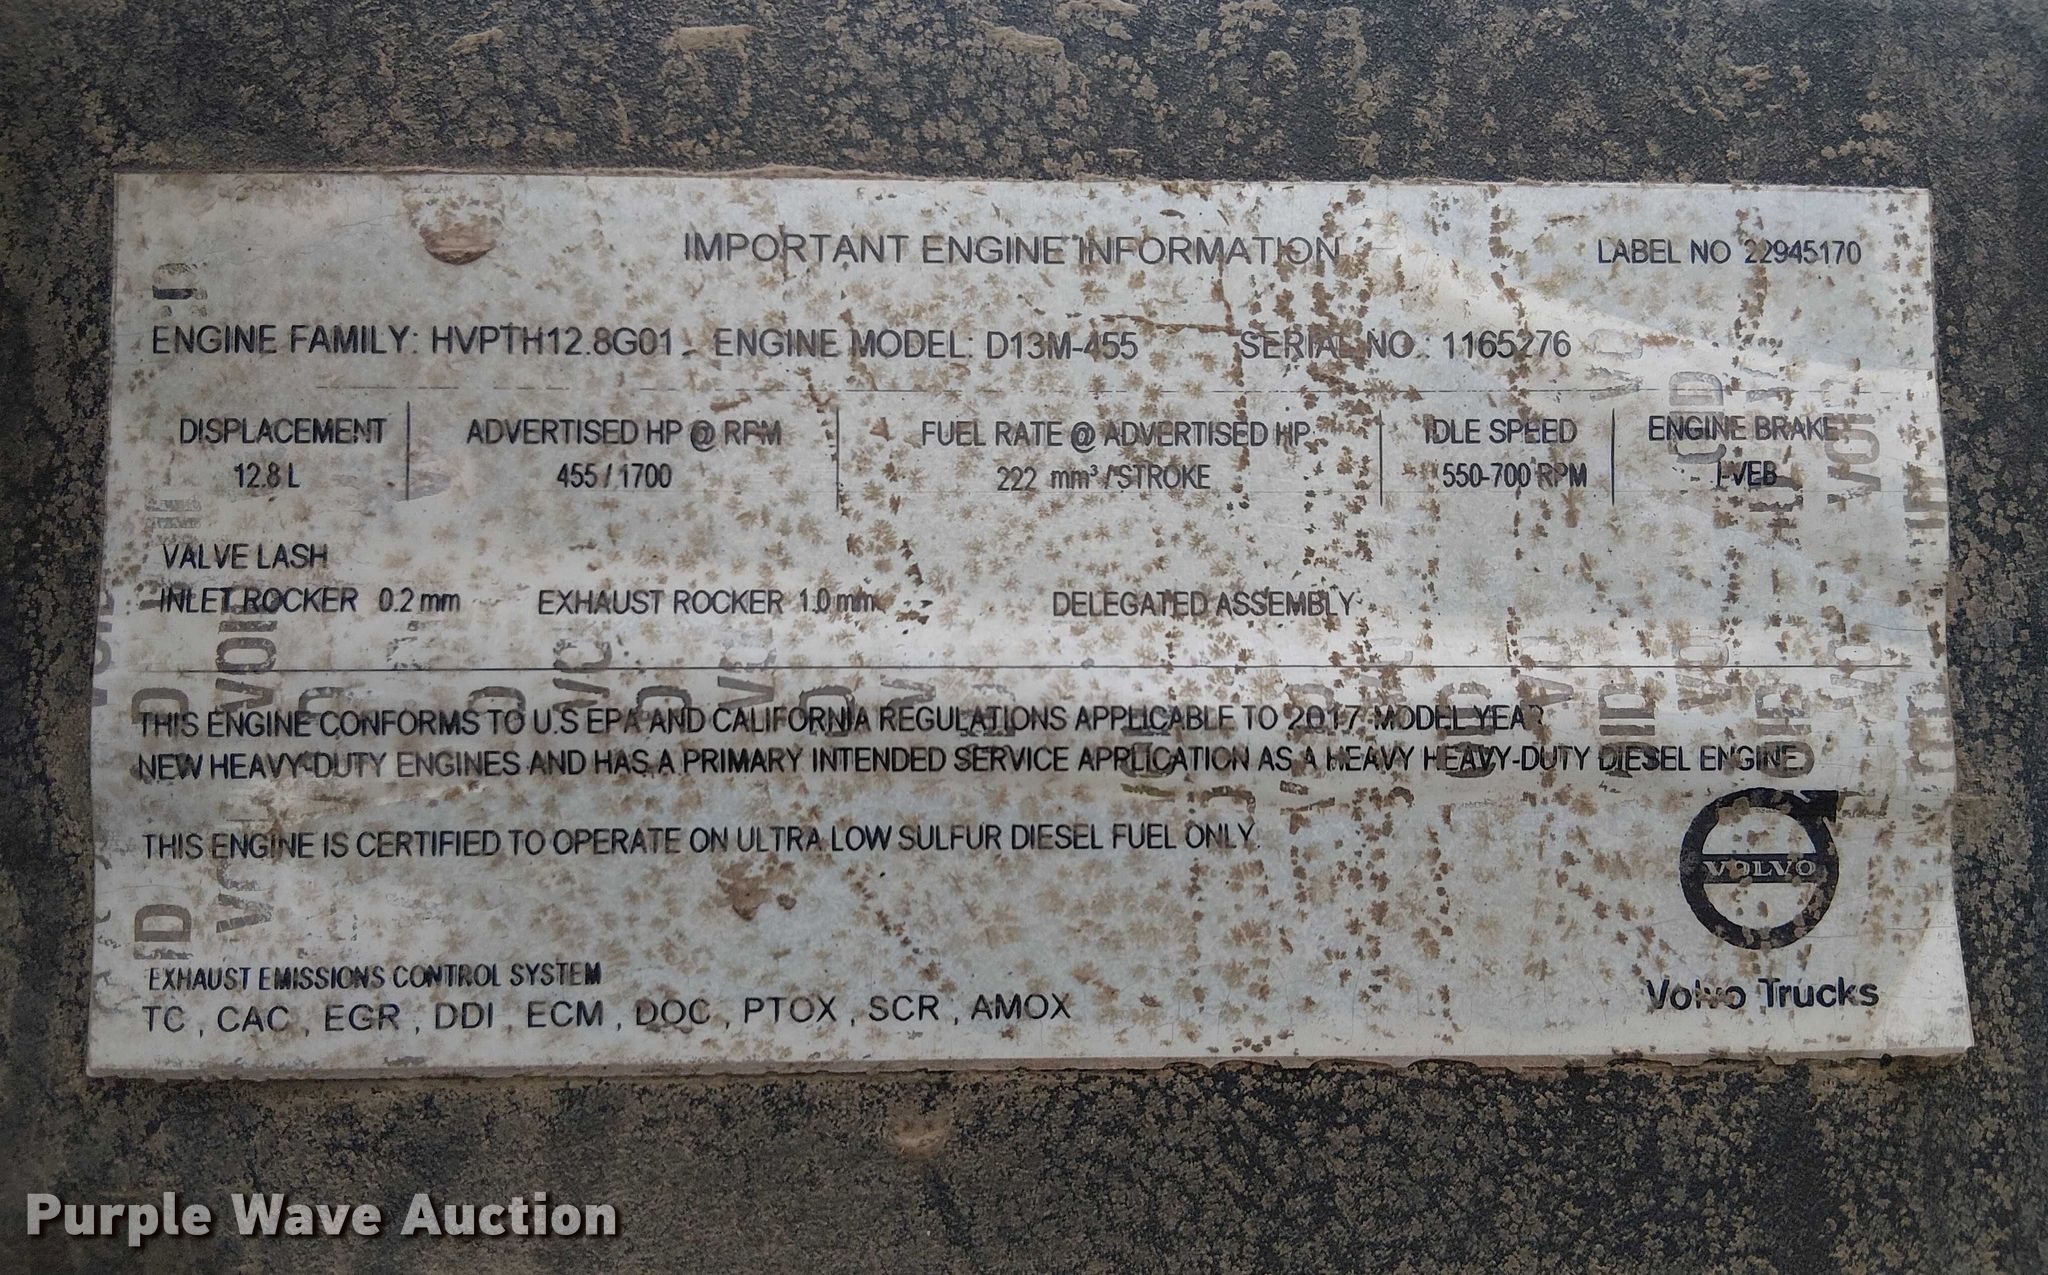 IMPORTANT ENGINE INFORMATION
LABEL NO 22945170
ENGINE FAMILY: HVPTH12.8G01 ENGINE MODEL: D13M-455 SERIAL NO.: 1165276
DISPLACEMENT
12.8 L
ADVERTISED HP @ RPM
455 / 1700
FUEL RATE @ ADVERTISED HP
222 mm³ / STROKE
IDLE SPEED
550-700 RPM
ENGINE BRAKE
I-VEB
VALVE LASH
INLET ROCKER 0.2 mm EXHAUST ROCKER 1.0 mm DELEGATED ASSEMBLY
THIS ENGINE CONFORMS TO U.S EPA AND CALIFORNIA REGULATIONS APPLICABLE TO 2017 MODEL YEAR
NEW HEAVY-DUTY ENGINES AND HAS A PRIMARY INTENDED SERVICE APPLICATION AS A HEAVY HEAVY-DUTY DIESEL ENGINE
THIS ENGINE IS CERTIFIED TO OPERATE ON ULTRA LOW SULFUR DIESEL FUEL ONLY.
VOLVO
Volvo Trucks
EXHAUST EMISSIONS CONTROL SYSTEM
TC , CAC , EGR , DDI , ECM , DOC , PTOX , SCR , AMOX
Purple Wave Auction